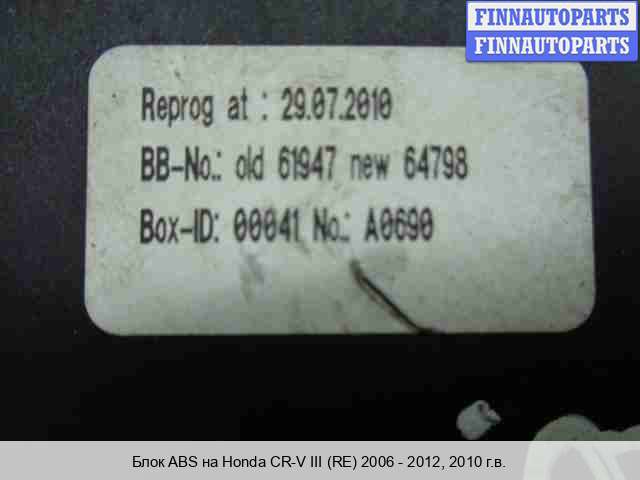 FINNAUTOPARTS
FINNAUTOPARTS
Reprog at : 29.07.2010
BB-No.: old 61947 new 64798
Box-ID: 00041 No.: A0690
Блок ABS на Honda CR-V III (RE) 2006 - 2012, 2010 г.в.